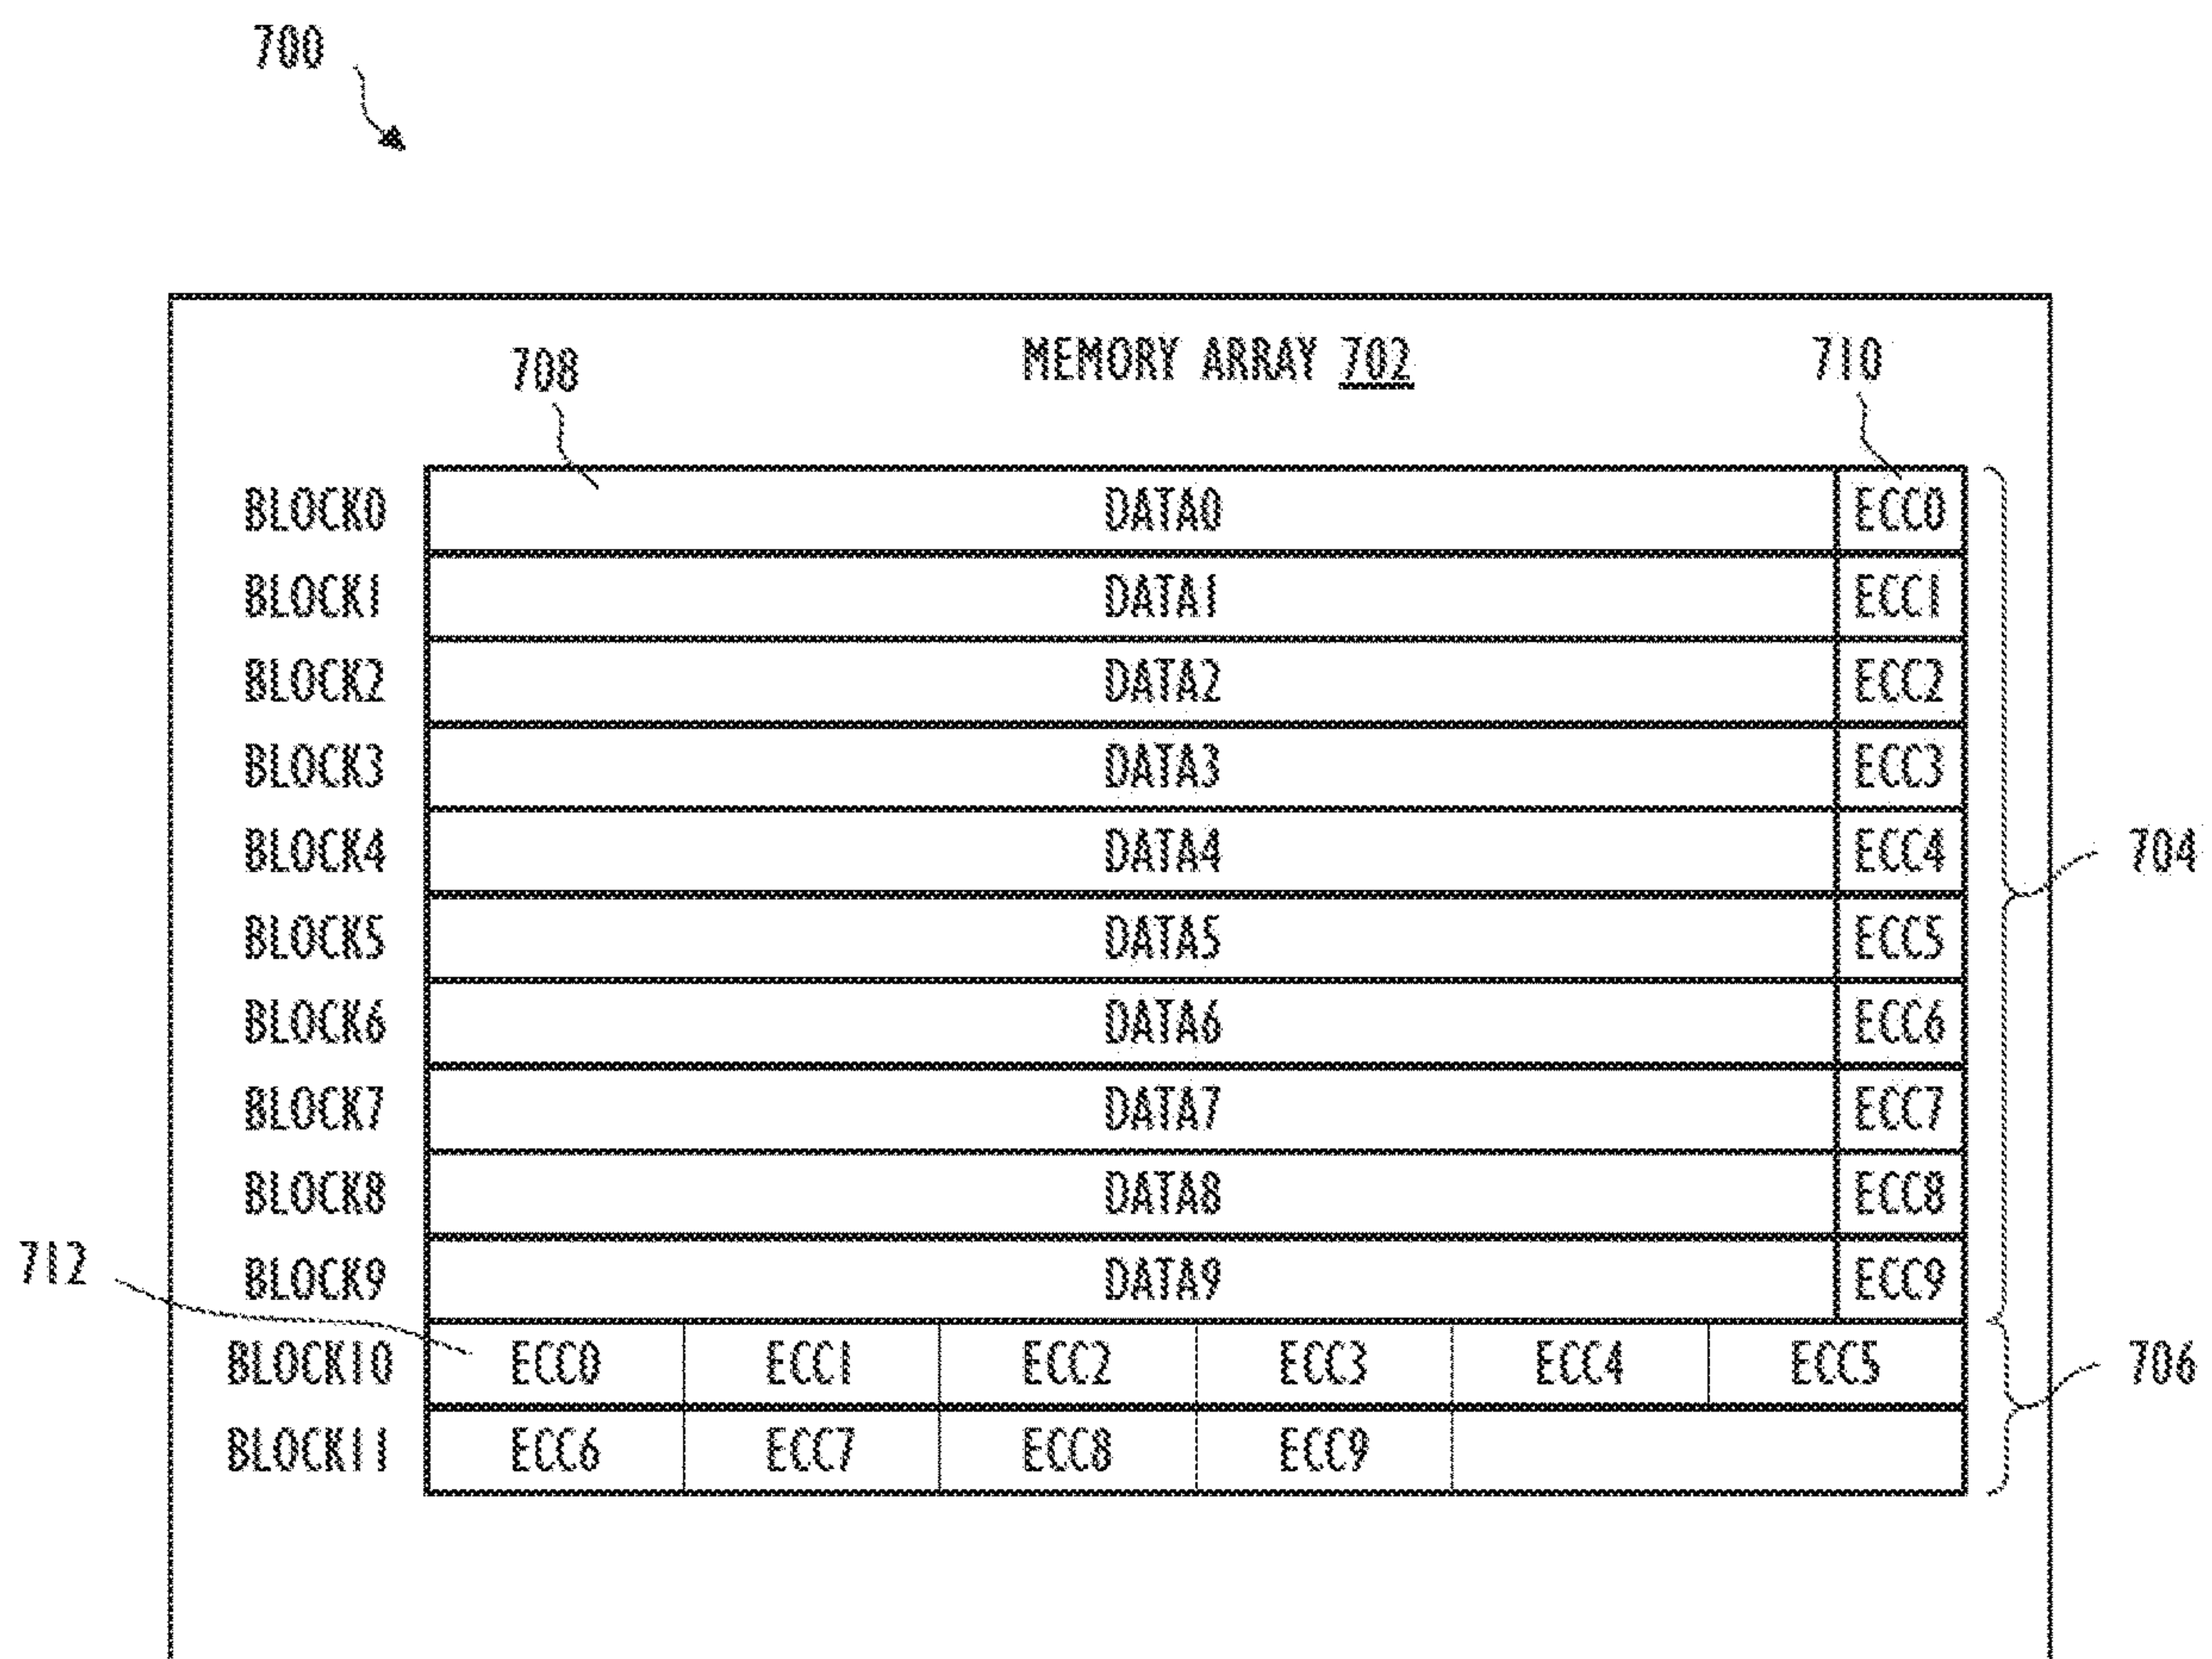 700
MEMORY ARRAY 702
708
710
BLOCK0 DATA0 ECC0
BLOCK1 DATA1 ECC1
BLOCK2 DATA2 ECC2
BLOCK3 DATA3 ECC3
BLOCK4 DATA4 ECC4
704
BLOCK5 DATA5 ECC5
BLOCK6 DATA6 ECC6
BLOCK7 DATA7 ECC7
BLOCK8 DATA8 ECC8
712
BLOCK9 DATA9 ECC9
BLOCK10 ECC0 ECC1 ECC2 ECC3 ECC4 ECC5
706
BLOCK11 ECC6 ECC7 ECC8 ECC9